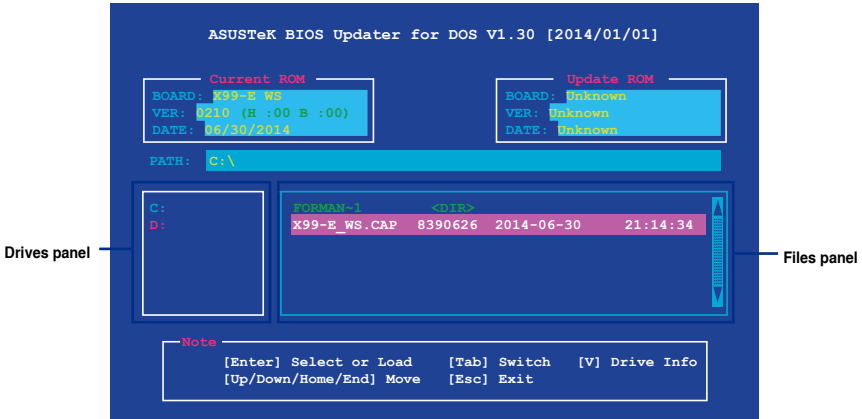 ASUSTeK BIOS Updater for DOS V1.30 [2014/01/01]
Current ROM
BOARD: X99-E WS
VER: 0210 (H :00 B :00)
DATE: 06/30/2014
Update ROM
BOARD: Unknown
VER: Unknown
DATE: Unknown
PATH: C:\
C:
D:
FORMAN~1 <DIR>
X99-E_WS.CAP 8390626 2014-06-30 21:14:34
Drives panel
Files panel
Note
[Enter] Select or Load [Tab] Switch [V] Drive Info
[Up/Down/Home/End] Move [Esc] Exit